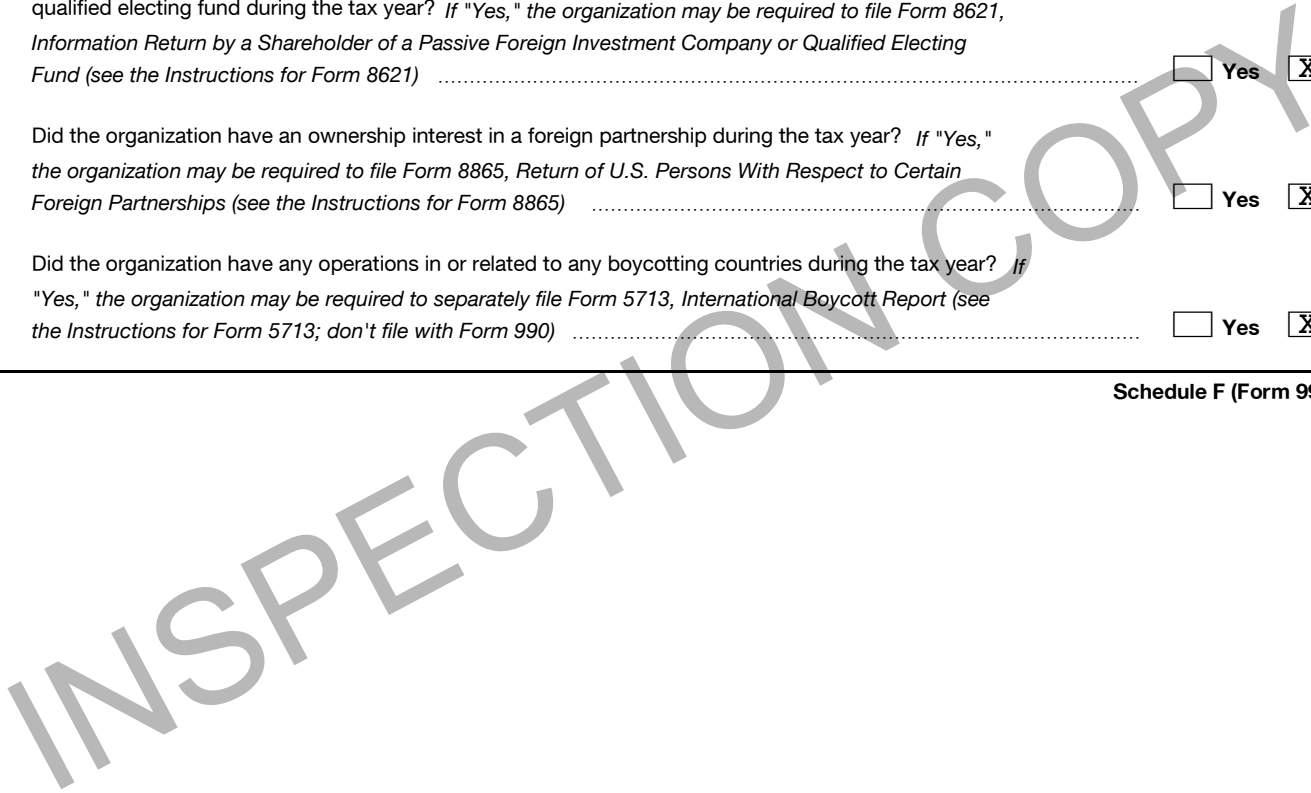 qualified electing fund during the tax year? If "Yes," the organization may be required to file Form 8621,
Information Return by a Shareholder of a Passive Foreign Investment Company or Qualified Electing
Fund (see the Instructions for Form 8621) Yes X
Did the organization have an ownership interest in a foreign partnership during the tax year? If "Yes,"
the organization may be required to file Form 8865, Return of U.S. Persons With Respect to Certain
Foreign Partnerships (see the Instructions for Form 8865) Yes X
Did the organization have any operations in or related to any boycotting countries during the tax year? If
"Yes," the organization may be required to separately file Form 5713, International Boycott Report (see
the Instructions for Form 5713; don't file with Form 990) Yes X
Schedule F (Form 99
INSPECTION COPY